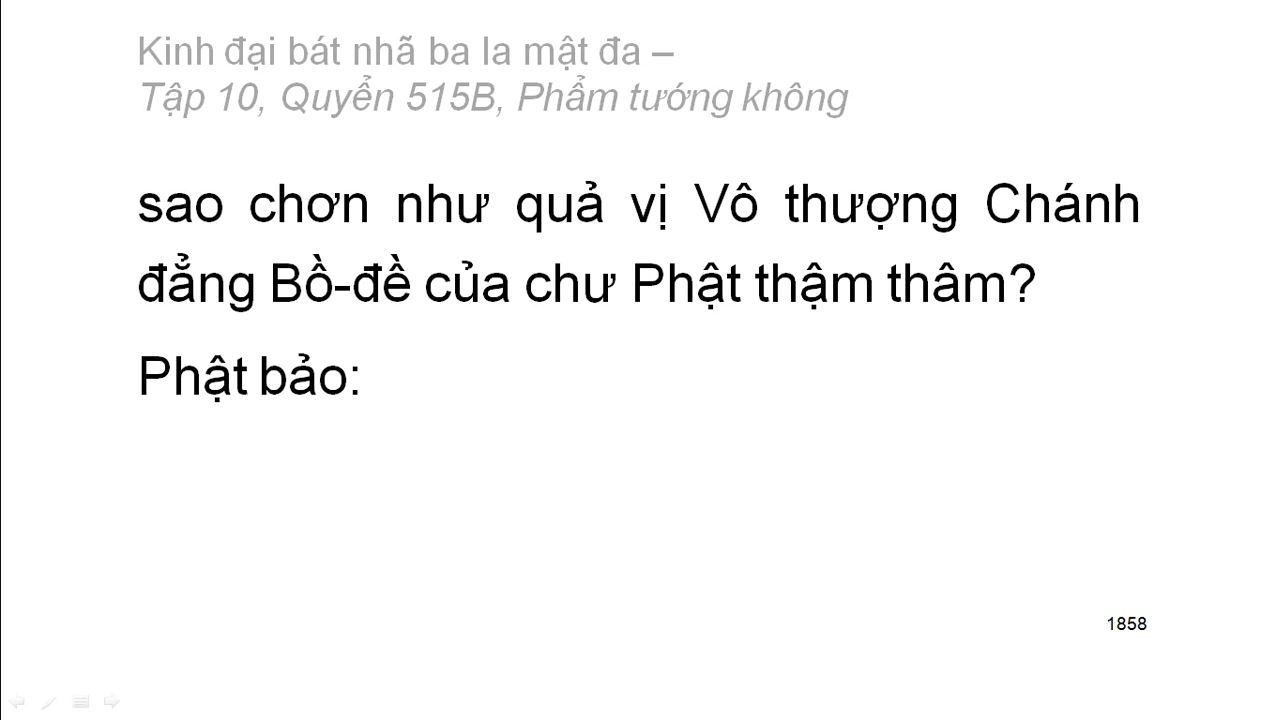 Kinh đại bát nhã ba la mật đa –
Tập 10, Quyển 515B, Phẩm tướng không
sao chơn như quả vị Vô thượng Chánh
đẳng Bồ-đề của chư Phật thậm thâm?
Phật bảo:
1858